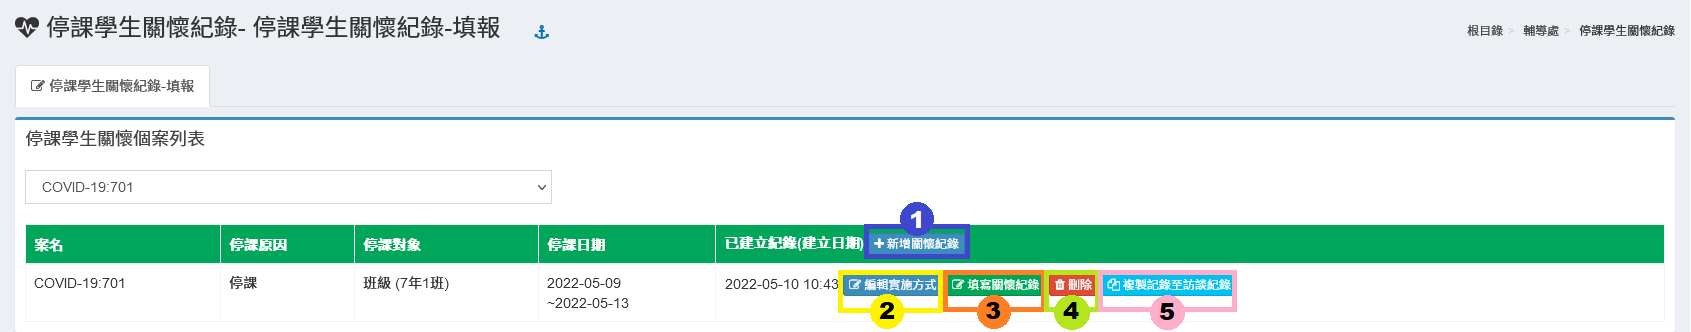 停課學生關懷紀錄- 停課學生關懷紀錄-填報
根目錄 > 輔導處 > 停課學生關懷紀錄
停課學生關懷紀錄-填報
停課學生關懷個案列表
COVID-19:701
1
案名 停課原因 停課對象 停課日期 已建立紀錄(建立日期) 新增關懷紀錄
COVID-19:701 停課 班級 (7年1班) 2022-05-09 2022-05-10 10:43 編輯實施方式 填寫關懷紀錄 刪除 複製記錄至訪談紀錄
~2022-05-13
2 3 4 5